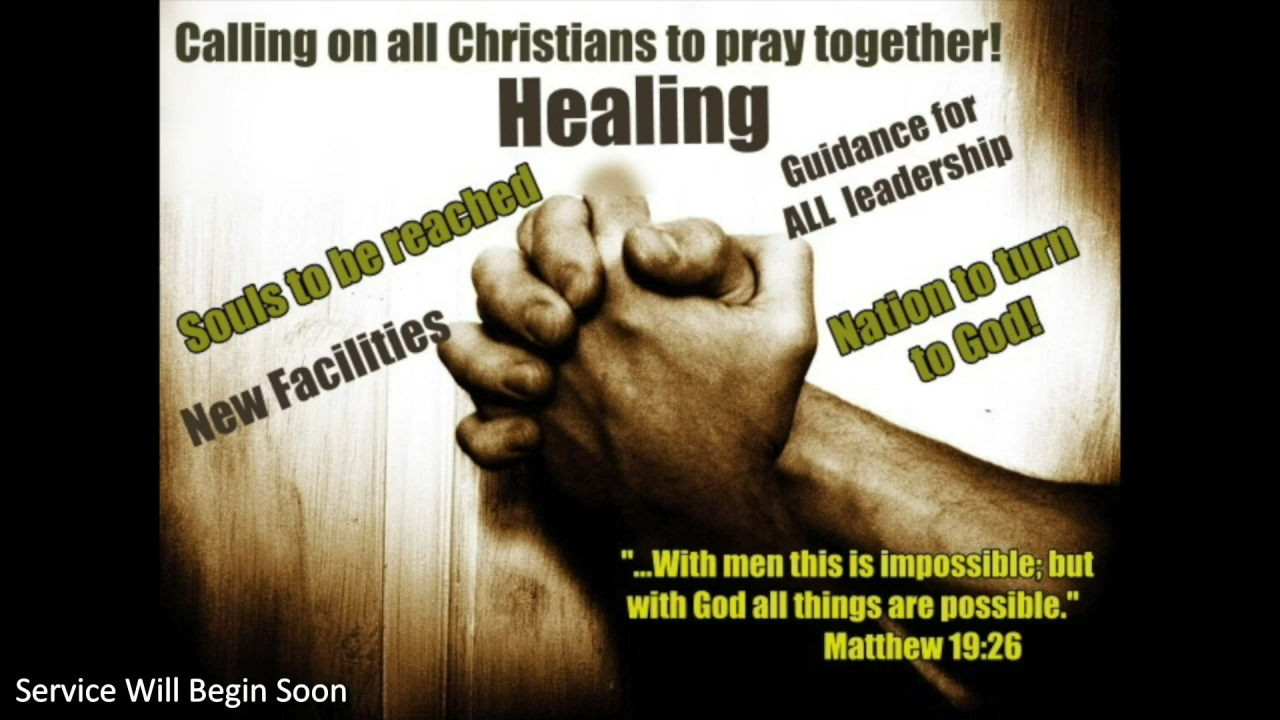 Calling on all Christians to pray together!
Healing
Guidance for
ALL leadership
Souls to be reached
New Facilities
Nation to turn
to God!
"...With men this is impossible; but
with God all things are possible."
Matthew 19:26
Service Will Begin Soon